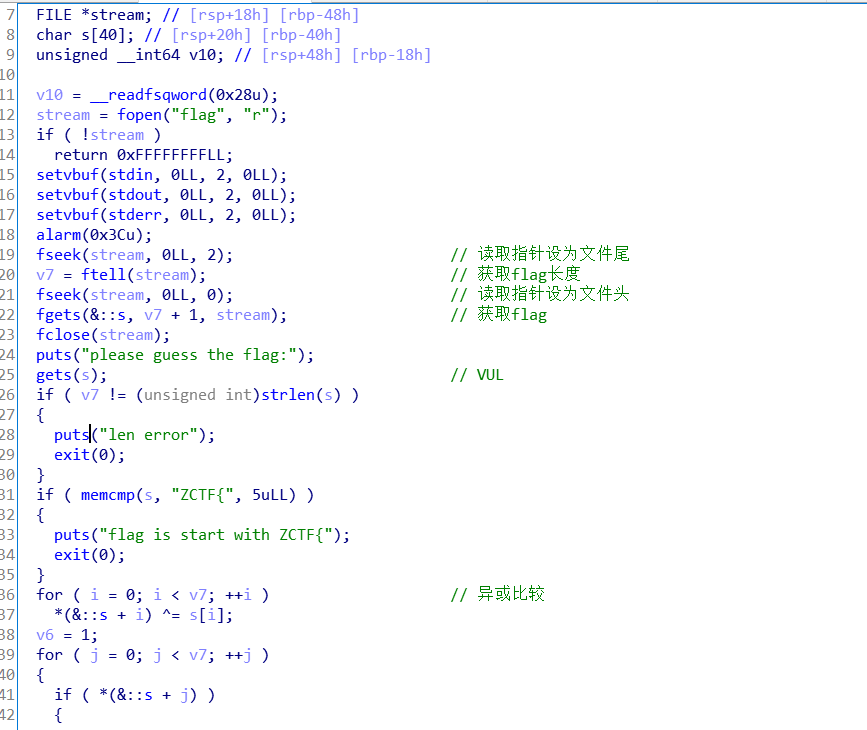 7 FILE *stream; // [rsp+18h] [rbp-48h]
8 char s[40]; // [rsp+20h] [rbp-40h]
9 unsigned __int64 v10; // [rsp+48h] [rbp-18h]
10
11 v10 = __readfsqword(0x28u);
12 stream = fopen("flag", "r");
13 if ( !stream )
14 return 0xFFFFFFFFLL;
15 setvbuf(stdin, 0LL, 2, 0LL);
16 setvbuf(stdout, 0LL, 2, 0LL);
17 setvbuf(stderr, 0LL, 2, 0LL);
18 alarm(0x3Cu);
19 fseek(stream, 0LL, 2); // 读取指针设为文件尾
20 v7 = ftell(stream); // 获取flag长度
21 fseek(stream, 0LL, 0); // 读取指针设为文件头
22 fgets(&::s, v7 + 1, stream); // 获取flag
23 fclose(stream);
24 puts("please guess the flag:");
25 gets(s); // VUL
26 if ( v7 != (unsigned int)strlen(s) )
27 {
28 puts("len error");
29 exit(0);
30 }
31 if ( memcmp(s, "ZCTF{", 5uLL) )
32 {
33 puts("flag is start with ZCTF{");
34 exit(0);
35 }
36 for ( i = 0; i < v7; ++i ) // 异或比较
37 *(&::s + i) ^= s[i];
38 v6 = 1;
39 for ( j = 0; j < v7; ++j )
40 {
41 if ( *(&::s + j) )
42 {